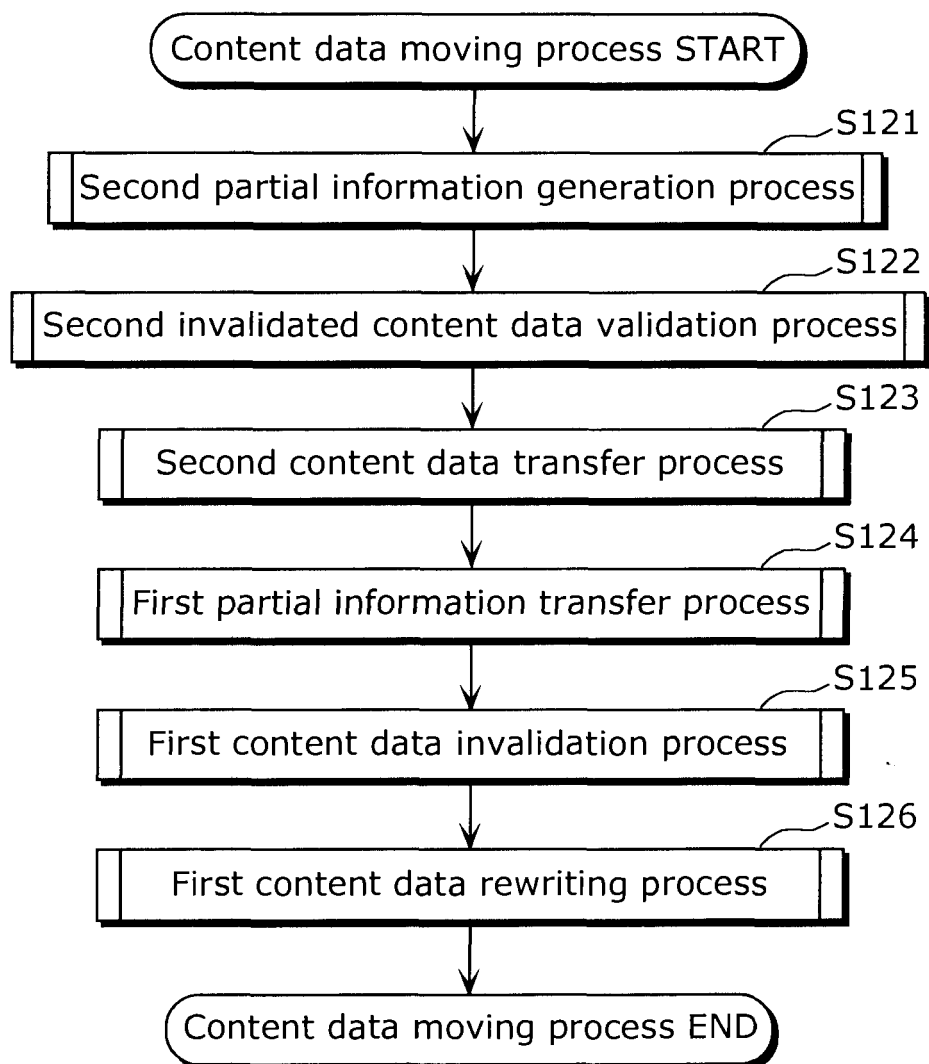 Content data moving process START
S121
Second partial information generation process
S122
Second invalidated content data validation process
S123
Second content data transfer process
S124
First partial information transfer process
S125
First content data invalidation process
S126
First content data rewriting process
Content data moving process END